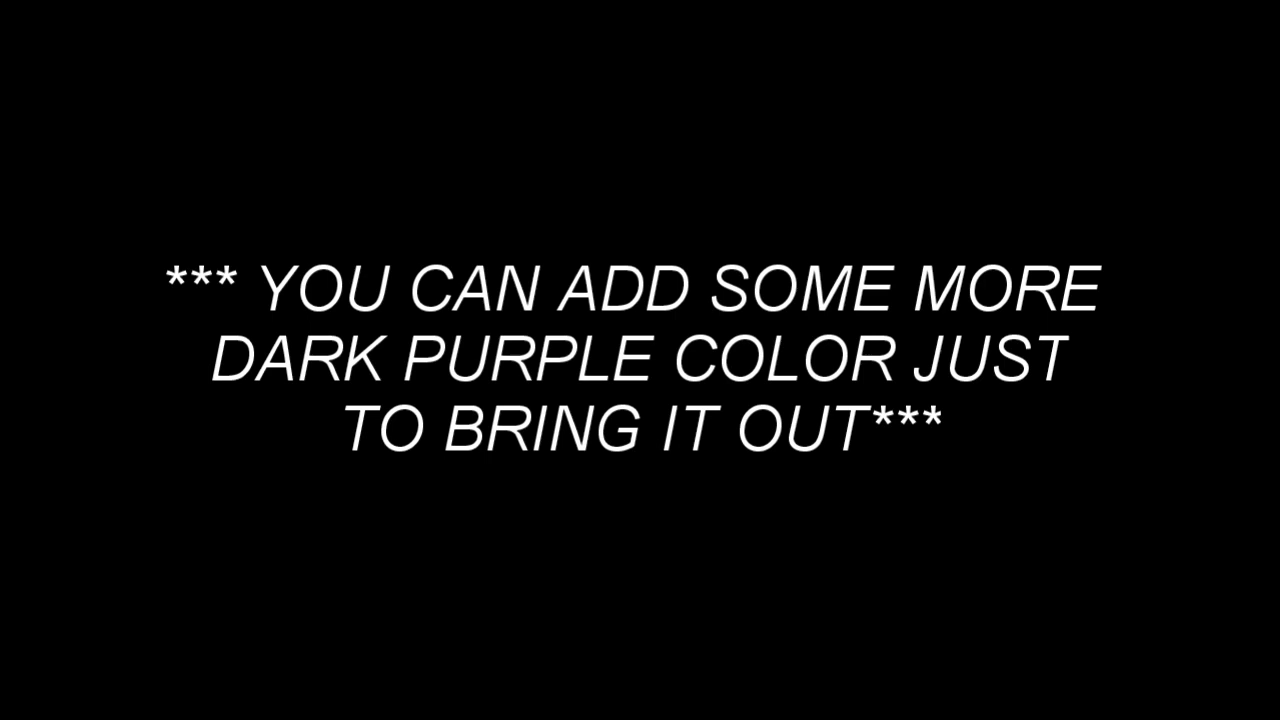 *** YOU CAN ADD SOME MORE
DARK PURPLE COLOR JUST
TO BRING IT OUT***